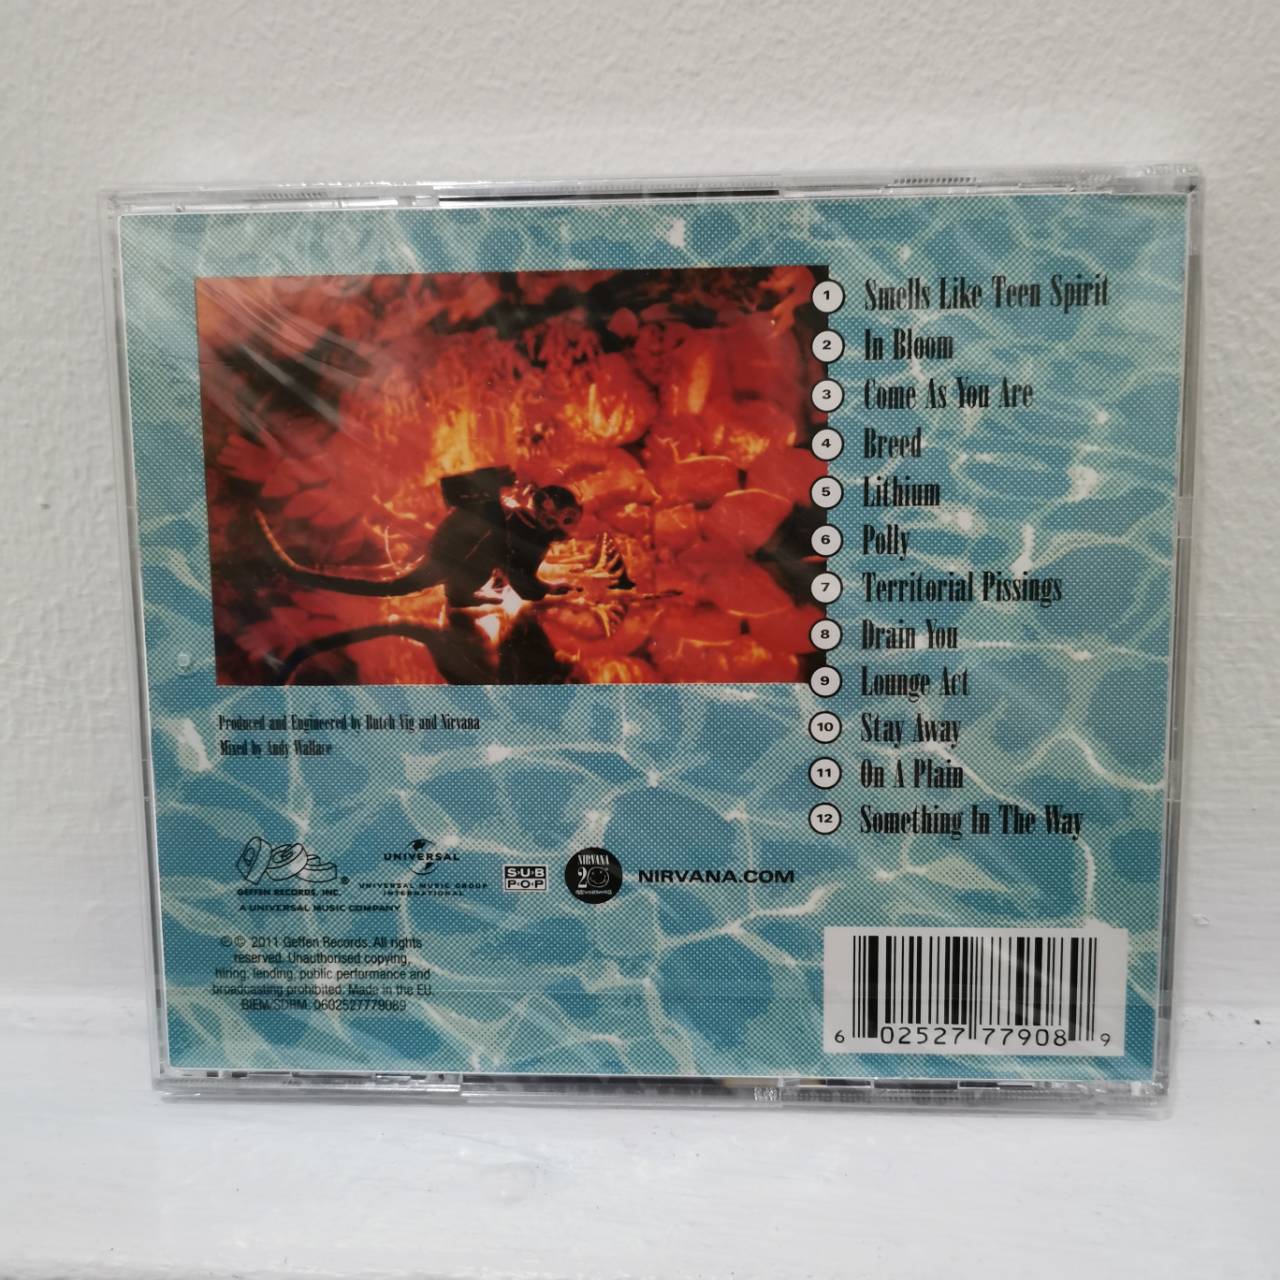 1 Smells Like Teen Spirit
2 In Bloom
3 Come As You Are
4 Breed
5 Lithium
6 Polly
7 Territorial Pissings
8 Drain You
9 Lounge Act
10 Stay Away
11 On A Plain
12 Something In The Way
Produced and Engineered by Butch Vig and Nirvana
Mixed by Andy Wallace
GEFFEN RECORDS, INC. ®
A UNIVERSAL MUSIC COMPANY
UNIVERSAL
UNIVERSAL MUSIC GROUP
INTERNATIONAL
SUB
POP
NIRVANA
20
NIRVANA.COM
℗ © 2011 Geffen Records. All rights
reserved. Unauthorised copying,
hiring, lending, public performance and
broadcasting prohibited. Made in the EU.
BIEM/SDRM. 0602527779089
6 02527 77908 9